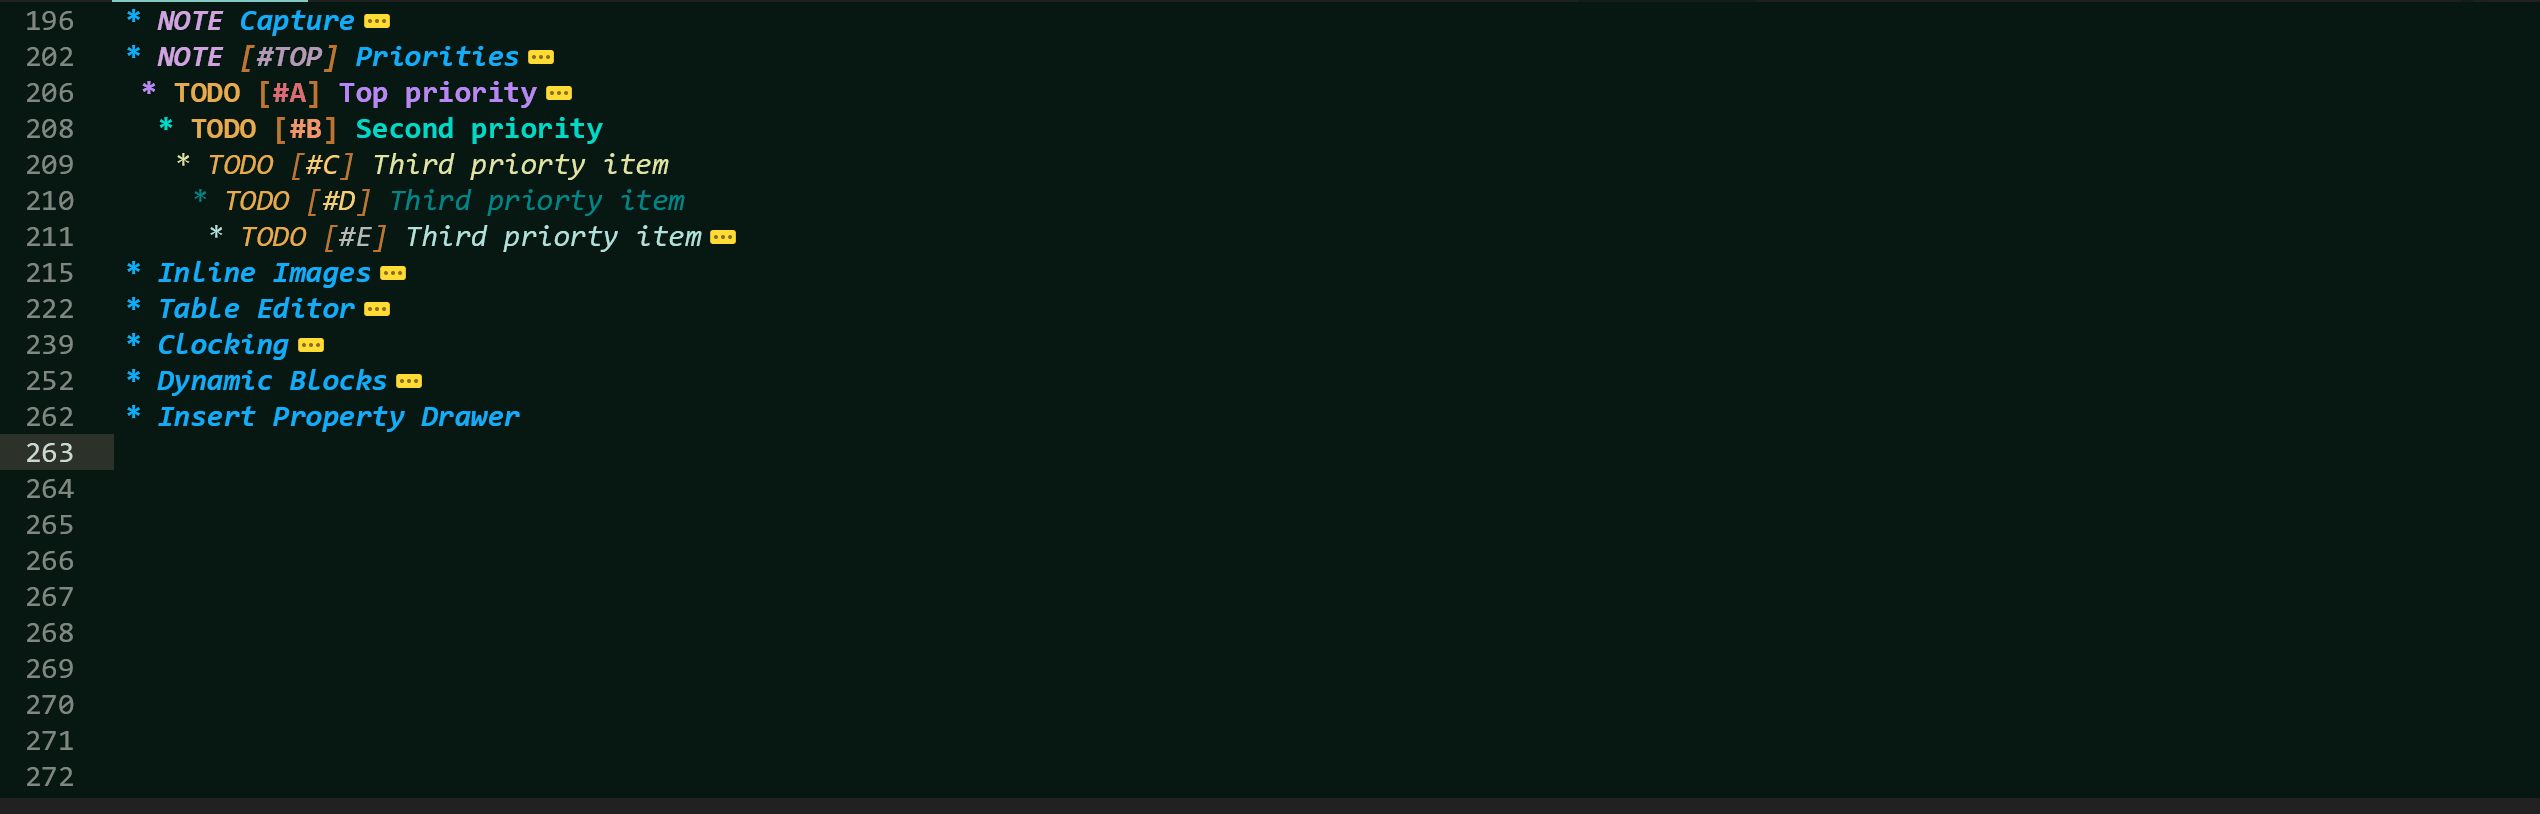 196 * NOTE Capture
202 * NOTE [#TOP] Priorities
206 * TODO [#A] Top priority
208 * TODO [#B] Second priority
209 * TODO [#C] Third priorty item
210 * TODO [#D] Third priorty item
211 * TODO [#E] Third priorty item
215 * Inline Images
222 * Table Editor
239 * Clocking
252 * Dynamic Blocks
262 * Insert Property Drawer
263
264
265
266
267
268
269
270
271
272